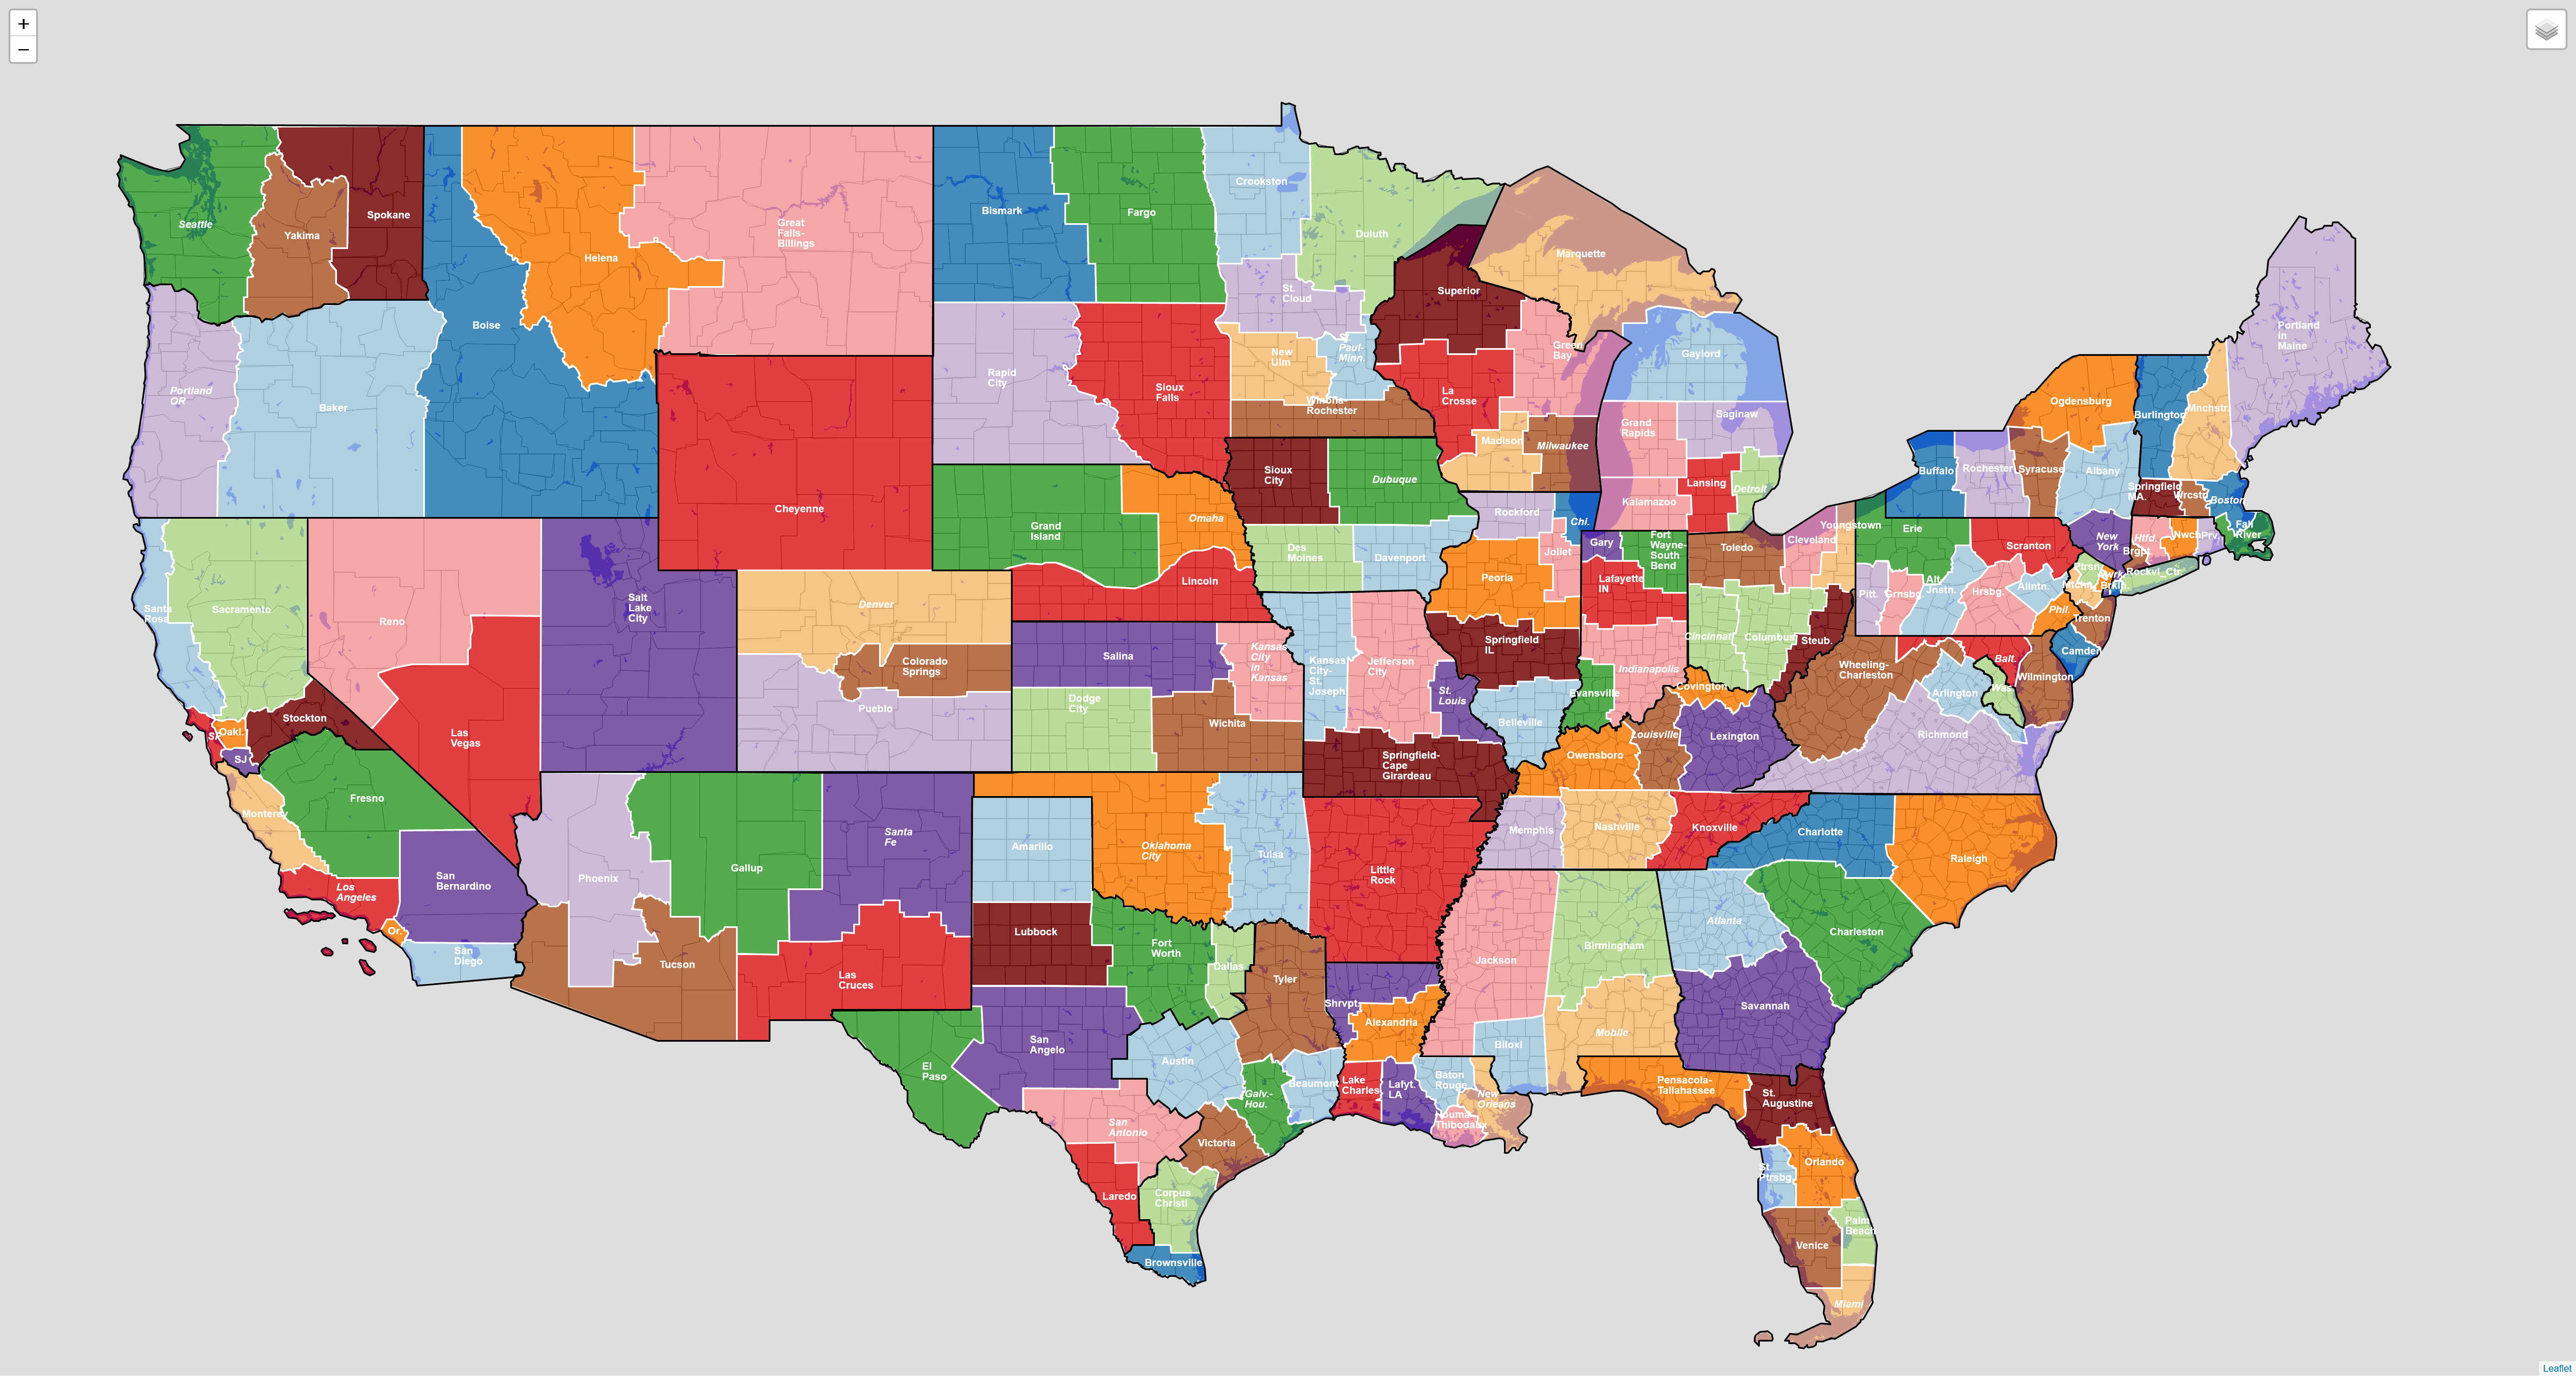 +
−
Seattle
Yakima
Spokane
Helena
Great
Falls-
Billings
Boise
Portland
OR
Baker
Bismark
Fargo
Crookston
Duluth
St.
Cloud
Superior
Marquette
Portland
in
Maine
Rapid
City
Sioux
Falls
New
Ulm
Paul-
Minn.
Winona-
Rochester
La
Crosse
Green
Bay
Gaylord
Madison
Milwaukee
Grand
Rapids
Saginaw
Ogdensburg
Burlington
Mnchstr.
Cheyenne
Grand
Island
Omaha
Lincoln
Sioux
City
Dubuque
Des
Moines
Davenport
Rockford
Chi.
Kalamazoo
Lansing
Detroit
Buffalo
Rochester
Syracuse
Albany
Springfield
MA.
Wrcstr
Boston
Fall
River
Santa
Rosa
Sacramento
Reno
Salt
Lake
City
Denver
Colorado
Springs
Pueblo
Salina
Kansas
City
in
Kansas
Dodge
City
Wichita
Kansas
City-
St.
Joseph
Jefferson
City
St.
Louis
Peoria
Joliet
Gary
Fort
Wayne-
South
Bend
Lafayette
IN
Toledo
Cleveland
Youngstown
Erie
Scranton
New
York
Htfd.
Brgpt.
Nwch
Prv.
Rockvl_Ctr.
Ptrsn.
Pitt.
Grnsbg.
Alt.
Jnstn.
Hrsbg.
Allntn.
Phil.
Trenton
Camden
Springfield
IL
Belleville
Evansville
Indianapolis
Cincinnati
Columbus
Steub.
Wheeling-
Charleston
Balt.
Wilmington
Arlington
Was.
Richmond
Covington
Lexington
Louisville
Owensboro
Stockton
Oakl.
SF
SJ
Las
Vegas
Fresno
Monterey
San
Bernardino
Los
Angeles
Or.
San
Diego
Phoenix
Gallup
Santa
Fe
Tucson
Las
Cruces
Amarillo
Oklahoma
City
Tulsa
Springfield-
Cape
Girardeau
Little
Rock
Memphis
Nashville
Knoxville
Charlotte
Raleigh
Lubbock
Fort
Worth
Dallas
Tyler
Shrvpt.
Alexandria
Jackson
Birmingham
Atlanta
Charleston
Savannah
Mobile
Biloxi
El
Paso
San
Angelo
Austin
Galv.-
Hou.
Beaumont
Lake
Charles
Lafyt.
LA
Baton
Rouge
New
Orleans
Houma
Thibodaux
Pensacola-
Tallahassee
St.
Augustine
San
Antonio
Victoria
Laredo
Corpus
Christi
Brownsville
Orlando
Ptrsbg.
Palm
Beach
Venice
Miami
Leaflet